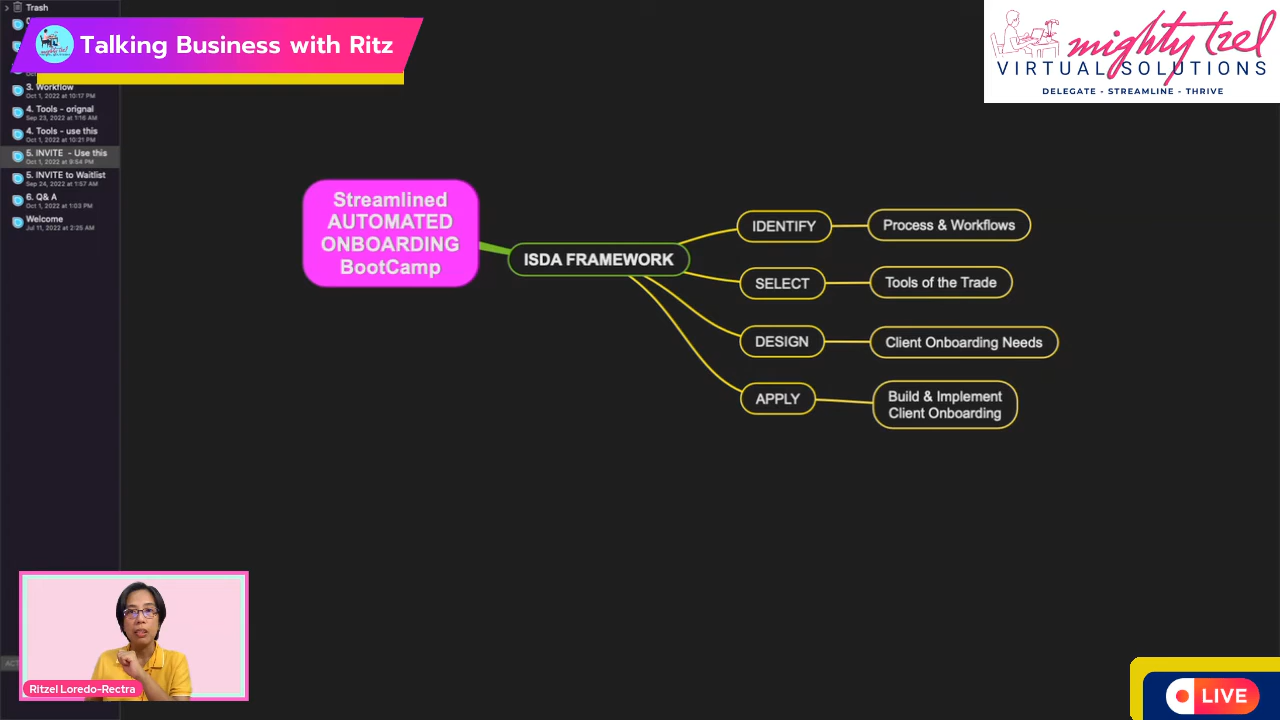 Trash
Talking Business with Ritz
mighty tzel
VIRTUAL SOLUTIONS
DELEGATE - STREAMLINE - THRIVE
3. Workflow
Oct 1, 2022 at 10:17 PM
4. Tools - orignal
Sep 23, 2022 at 1:16 AM
4. Tools - use this
Oct 1, 2022 at 10:21 PM
5. INVITE - Use this
Oct 1, 2022 at 9:54 PM
5. INVITE to Waitlist
Sep 24, 2022 at 1:57 AM
6. Q& A
Oct 1, 2022 at 1:03 PM
Welcome
Jul 11, 2022 at 2:25 AM
Streamlined
AUTOMATED
ONBOARDING
BootCamp
ISDA FRAMEWORK
IDENTIFY
Process & Workflows
SELECT
Tools of the Trade
DESIGN
Client Onboarding Needs
APPLY
Build & Implement
Client Onboarding
Ritzel Loredo-Rectra
LIVE